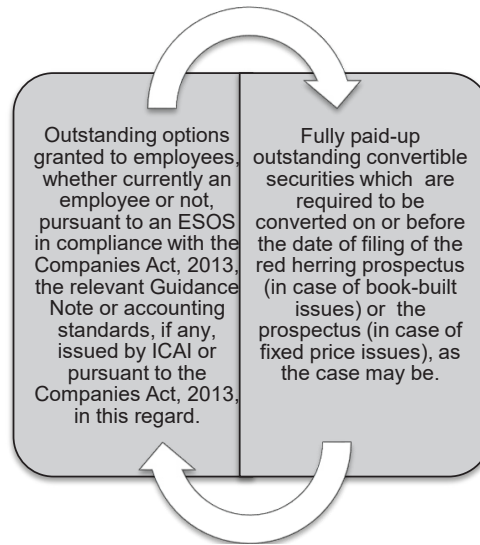 Outstanding options
granted to employees,
whether currently an
employee or not,
pursuant to an ESOS
in compliance with the
Companies Act, 2013,
the relevant Guidance
Note or accounting
standards, if any,
issued by ICAI or
pursuant to the
Companies Act, 2013,
in this regard.
Fully paid-up
outstanding convertible
securities which are
required to be
converted on or before
the date of filing of the
red herring prospectus
(in case of book-built
issues) or the
prospectus (in case of
fixed price issues), as
the case may be.